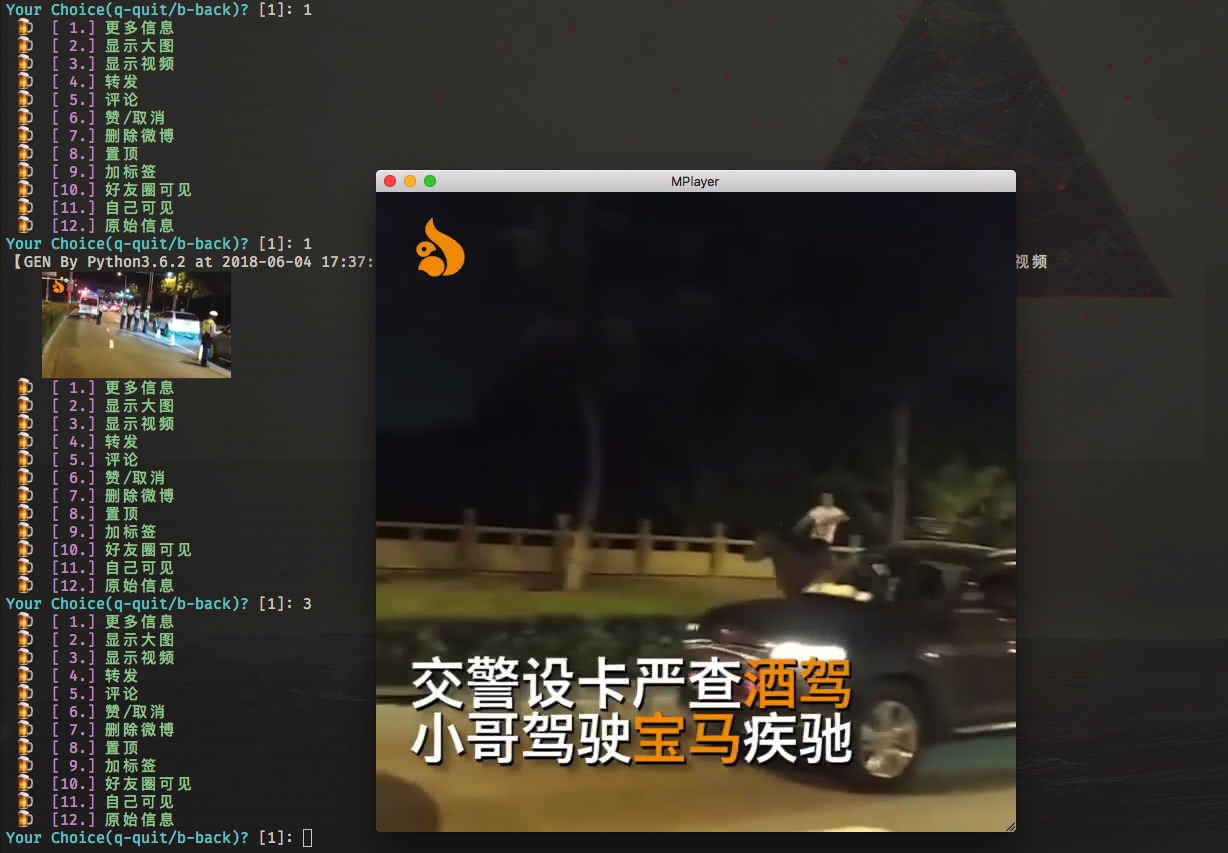 Your Choice(q-quit/b-back)? [1]: 1
[ 1.] 更多信息
[ 2.] 显示大图
[ 3.] 显示视频
[ 4.] 转发
[ 5.] 评论
[ 6.] 赞/取消
[ 7.] 删除微博
[ 8.] 置顶
[ 9.] 加标签
[10.] 好友圈可见
[11.] 自己可见
[12.] 原始信息
Your Choice(q-quit/b-back)? [1]: 1
【GEN By Python3.6.2 at 2018-06-04 17:37: 视频
[ 1.] 更多信息
[ 2.] 显示大图
[ 3.] 显示视频
[ 4.] 转发
[ 5.] 评论
[ 6.] 赞/取消
[ 7.] 删除微博
[ 8.] 置顶
[ 9.] 加标签
[10.] 好友圈可见
[11.] 自己可见
[12.] 原始信息
Your Choice(q-quit/b-back)? [1]: 3
[ 1.] 更多信息
[ 2.] 显示大图
[ 3.] 显示视频
[ 4.] 转发
[ 5.] 评论
[ 6.] 赞/取消
[ 7.] 删除微博
[ 8.] 置顶
[ 9.] 加标签
[10.] 好友圈可见
[11.] 自己可见
[12.] 原始信息
Your Choice(q-quit/b-back)? [1]:
MPlayer
交警设卡严查酒驾
小哥驾驶宝马疾驰